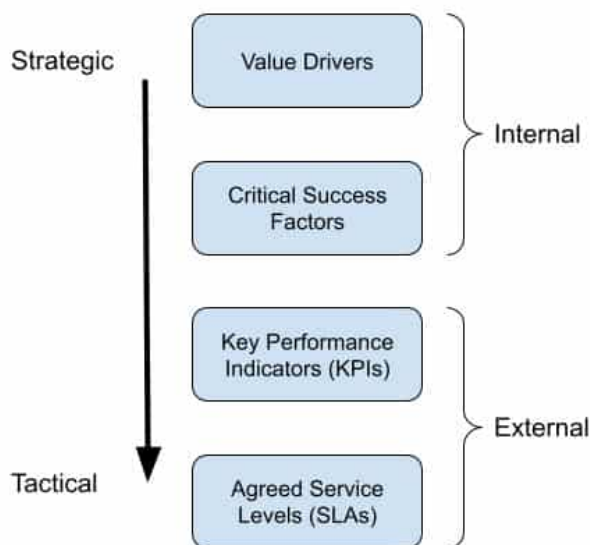 Strategic
Value Drivers
Internal
Critical Success
Factors
Key Performance
Indicators (KPIs)
External
Tactical
Agreed Service
Levels (SLAs)